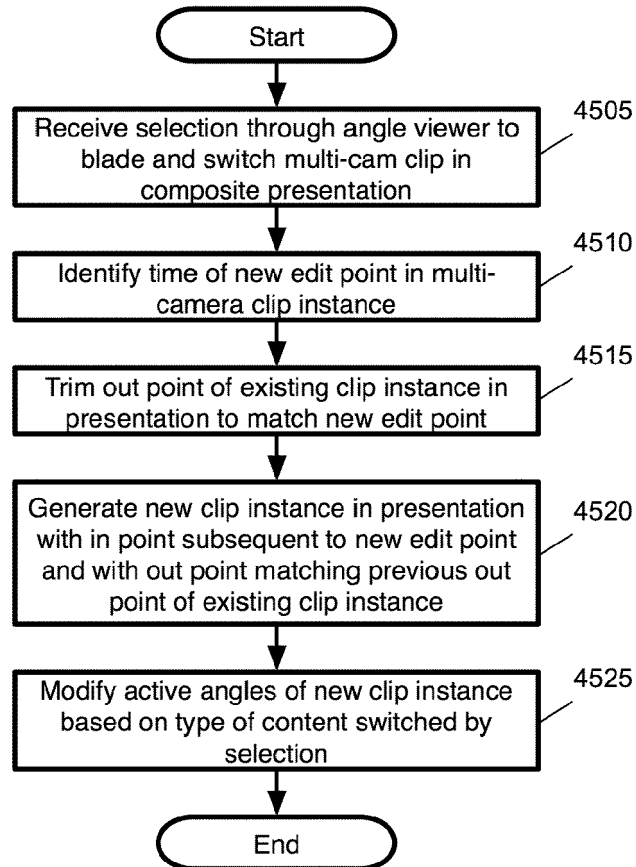 Start
4505
Receive selection through angle viewer to
blade and switch multi-cam clip in
composite presentation
4510
Identify time of new edit point in multi-
camera clip instance
4515
Trim out point of existing clip instance in
presentation to match new edit point
4520
Generate new clip instance in presentation
with in point subsequent to new edit point
and with out point matching previous out
point of existing clip instance
4525
Modify active angles of new clip instance
based on type of content switched by
selection
End